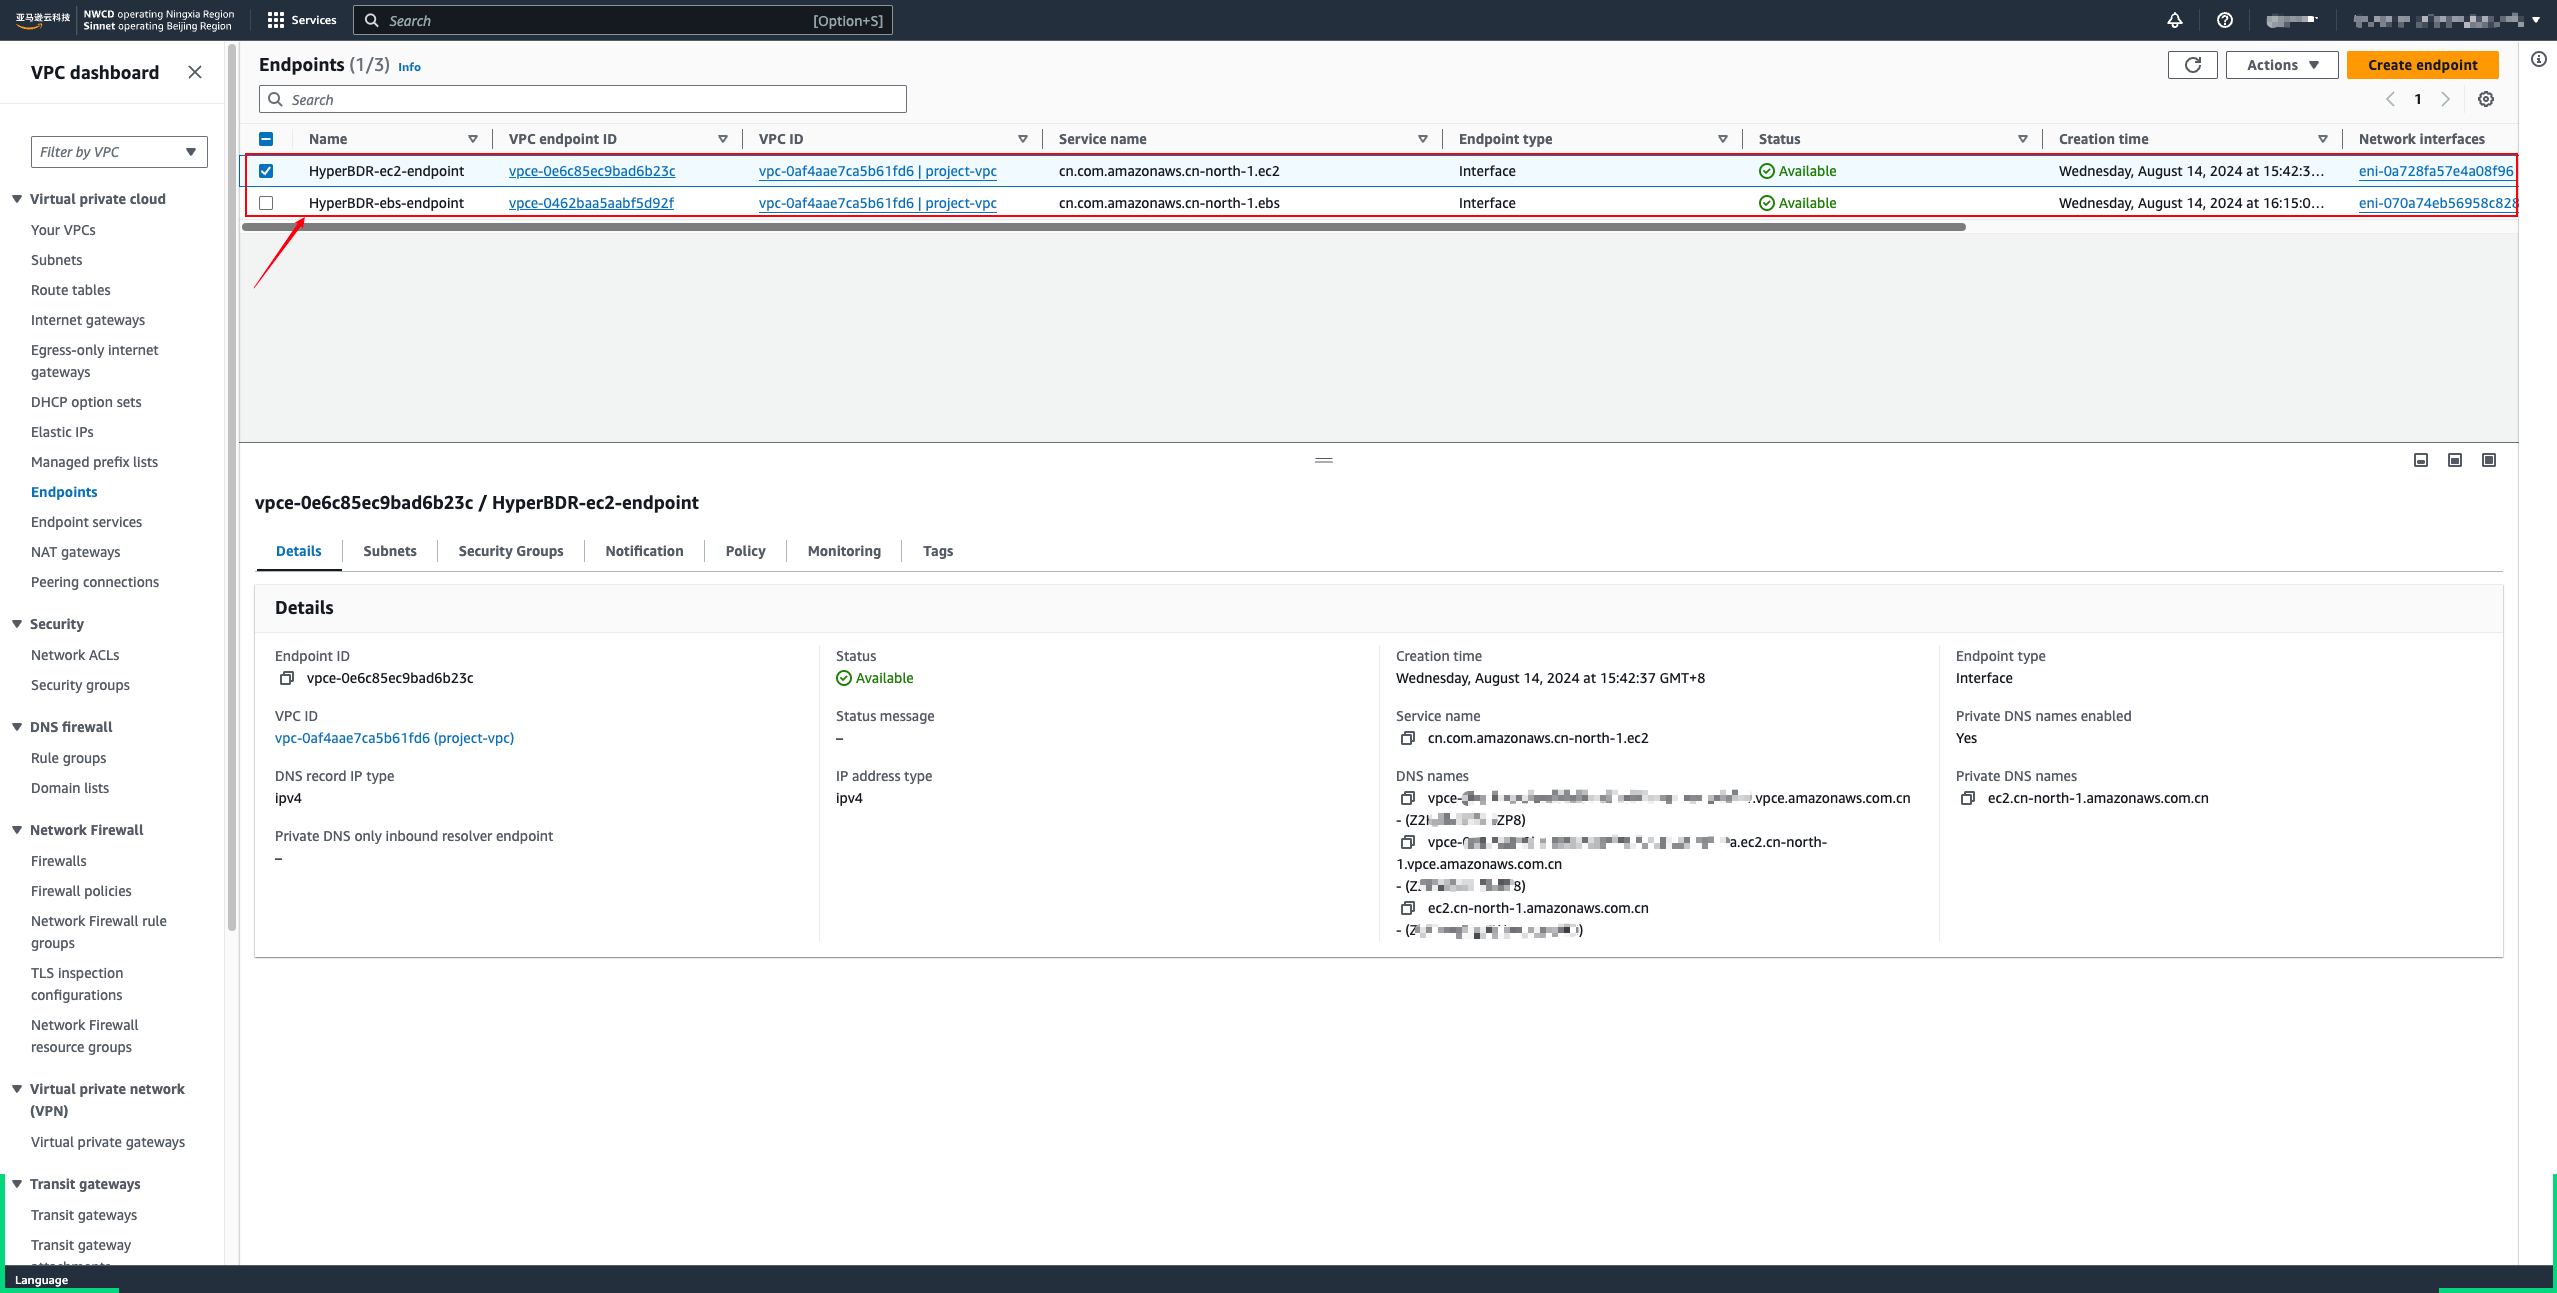 亚马逊云科技
NWCD operating Ningxia Region
Sinnet operating Beijing Region
Services
Search
[Option+S]
VPC dashboard
Filter by VPC
Virtual private cloud
Your VPCs
Subnets
Route tables
Internet gateways
Egress-only internet
gateways
DHCP option sets
Elastic IPs
Managed prefix lists
Endpoints
Endpoint services
NAT gateways
Peering connections
Security
Network ACLs
Security groups
DNS firewall
Rule groups
Domain lists
Network Firewall
Firewalls
Firewall policies
Network Firewall rule
groups
TLS inspection
configurations
Network Firewall
resource groups
Virtual private network
(VPN)
Virtual private gateways
Transit gateways
Transit gateways
Transit gateway
Language
Endpoints (1/3) Info
Actions
Create endpoint
Search
1
Name VPC endpoint ID VPC ID Service name Endpoint type Status Creation time Network interfaces
HyperBDR-ec2-endpoint vpce-0e6c85ec9bad6b23c vpc-0af4aae7ca5b61fd6 | project-vpc cn.com.amazonaws.cn-north-1.ec2 Interface Available Wednesday, August 14, 2024 at 15:42:3... eni-0a728fa57e4a08f96
HyperBDR-ebs-endpoint vpce-0462baa5aabf5d92f vpc-0af4aae7ca5b61fd6 | project-vpc cn.com.amazonaws.cn-north-1.ebs Interface Available Wednesday, August 14, 2024 at 16:15:0... eni-070a74eb56958c828
vpce-0e6c85ec9bad6b23c / HyperBDR-ec2-endpoint
Details Subnets Security Groups Notification Policy Monitoring Tags
Details
Endpoint ID
vpce-0e6c85ec9bad6b23c
VPC ID
vpc-0af4aae7ca5b61fd6 (project-vpc)
DNS record IP type
ipv4
Private DNS only inbound resolver endpoint
–
Status
Available
Status message
–
IP address type
ipv4
Creation time
Wednesday, August 14, 2024 at 15:42:37 GMT+8
Service name
cn.com.amazonaws.cn-north-1.ec2
DNS names
vpce- .vpce.amazonaws.com.cn
- (Z2 ZP8)
vpce- a.ec2.cn-north-
1.vpce.amazonaws.com.cn
- (Z 8)
ec2.cn-north-1.amazonaws.com.cn
- (Z )
Endpoint type
Interface
Private DNS names enabled
Yes
Private DNS names
ec2.cn-north-1.amazonaws.com.cn